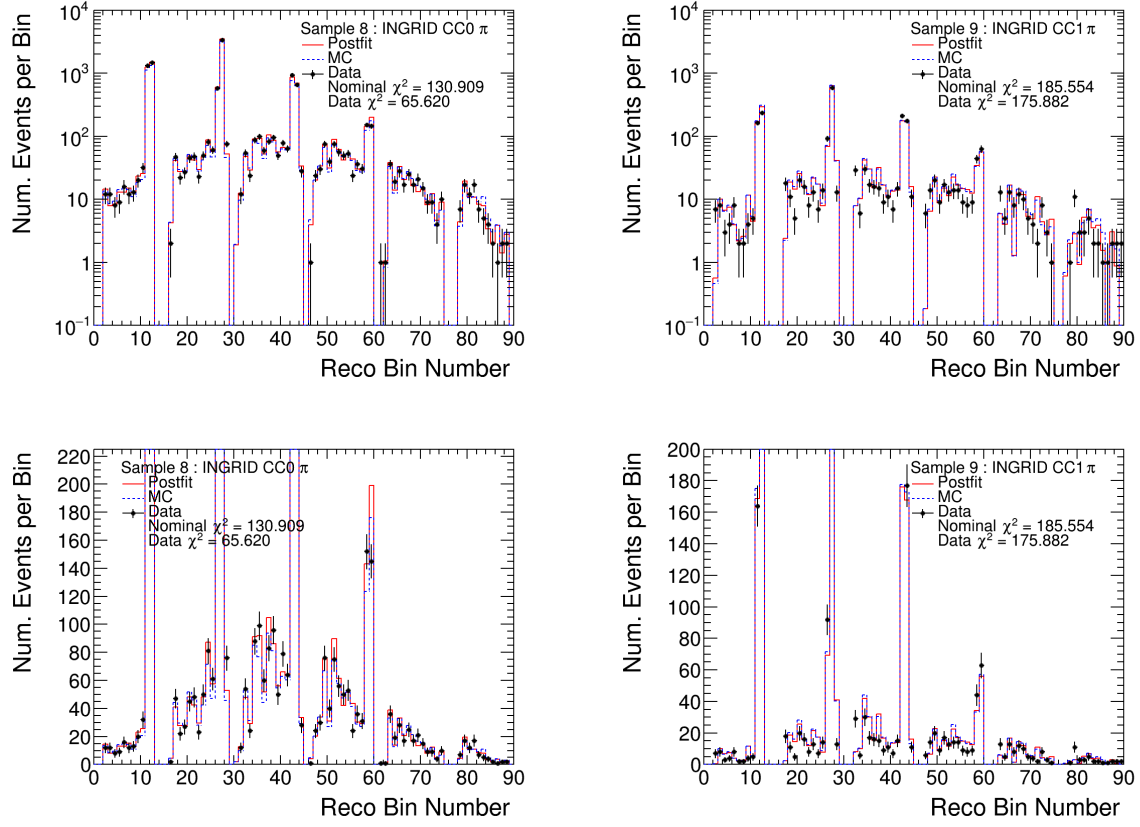 Num. Events per Bin
10⁴
10³
10²
10
1
10⁻¹
Sample 8 : INGRID CC0 π
Postfit
MC
Data
Nominal χ² = 130.909
Data χ² = 65.620
0 10 20 30 40 50 60 70 80 90
Reco Bin Number
Num. Events per Bin
10⁴
10³
10²
10
1
10⁻¹
Sample 9 : INGRID CC1 π
Postfit
MC
Data
Nominal χ² = 185.554
Data χ² = 175.882
0 10 20 30 40 50 60 70 80 90
Reco Bin Number
Num. Events per Bin
220
200
180
160
140
120
100
80
60
40
20
0
Sample 8 : INGRID CC0 π
Postfit
MC
Data
Nominal χ² = 130.909
Data χ² = 65.620
0 10 20 30 40 50 60 70 80 90
Reco Bin Number
Num. Events per Bin
200
180
160
140
120
100
80
60
40
20
0
Sample 9 : INGRID CC1 π
Postfit
MC
Data
Nominal χ² = 185.554
Data χ² = 175.882
0 10 20 30 40 50 60 70 80 90
Reco Bin Number